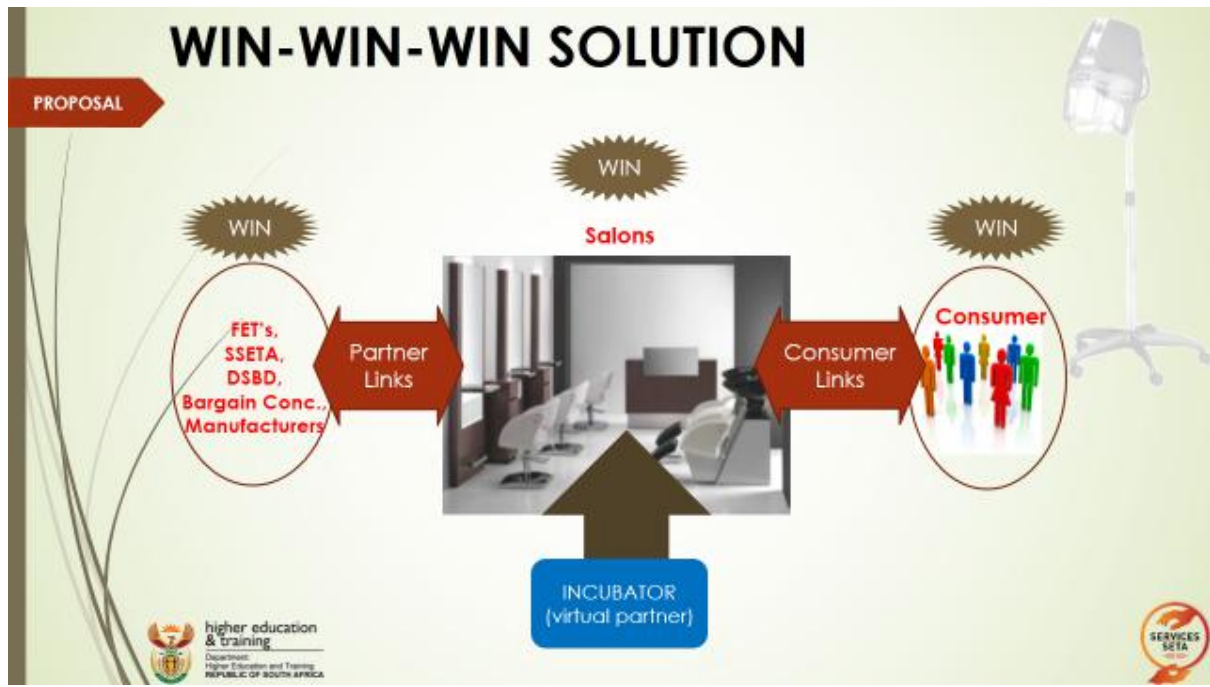 WIN-WIN-WIN SOLUTION
PROPOSAL
WIN
WIN
WIN
Salons
FET's,
SSETA,
DSBD,
Bargain Conc.,
Manufacturers
Partner
Links
Consumer
Links
Consumer
INCUBATOR
(virtual partner)
higher education
& training
Department:
Higher Education and Training
REPUBLIC OF SOUTH AFRICA
SERVICES
SETA